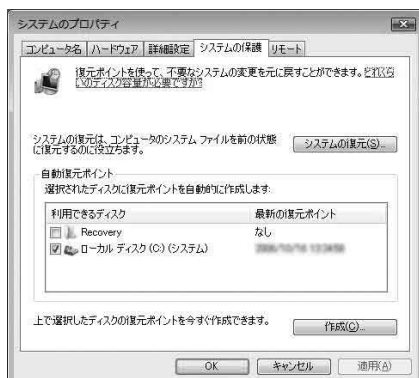 システムのプロパティ
コンピュータ名 ハードウェア 詳細設定 システムの保護 リモート
復元ポイントを使って、不要なシステムの変更を元に戻すことができます。どれくら
いのディスク容量が必要ですか?
システムの復元は、コンピュータのシステム ファイルを前の状態
に復元するのに役立ちます。
システムの復元(S)...
自動復元ポイント
選択されたディスクに復元ポイントを自動的に作成します:
利用できるディスク 最新の復元ポイント
Recovery なし
ローカル ディスク (C:) (システム)
上で選択したディスクの復元ポイントを今すぐ作成できます。
作成(C)...
OK キャンセル 適用(A)